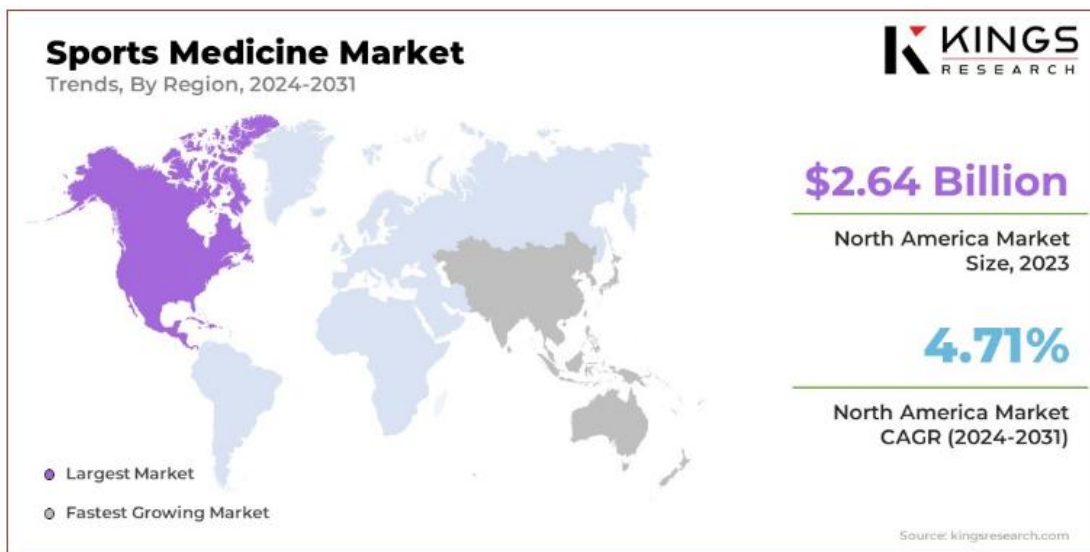 Sports Medicine Market
Trends, By Region, 2024-2031
KINGS
RESEARCH
$2.64 Billion
North America Market
Size, 2023
4.71%
North America Market
CAGR (2024-2031)
Largest Market
Fastest Growing Market
Source: kingsresearch.com